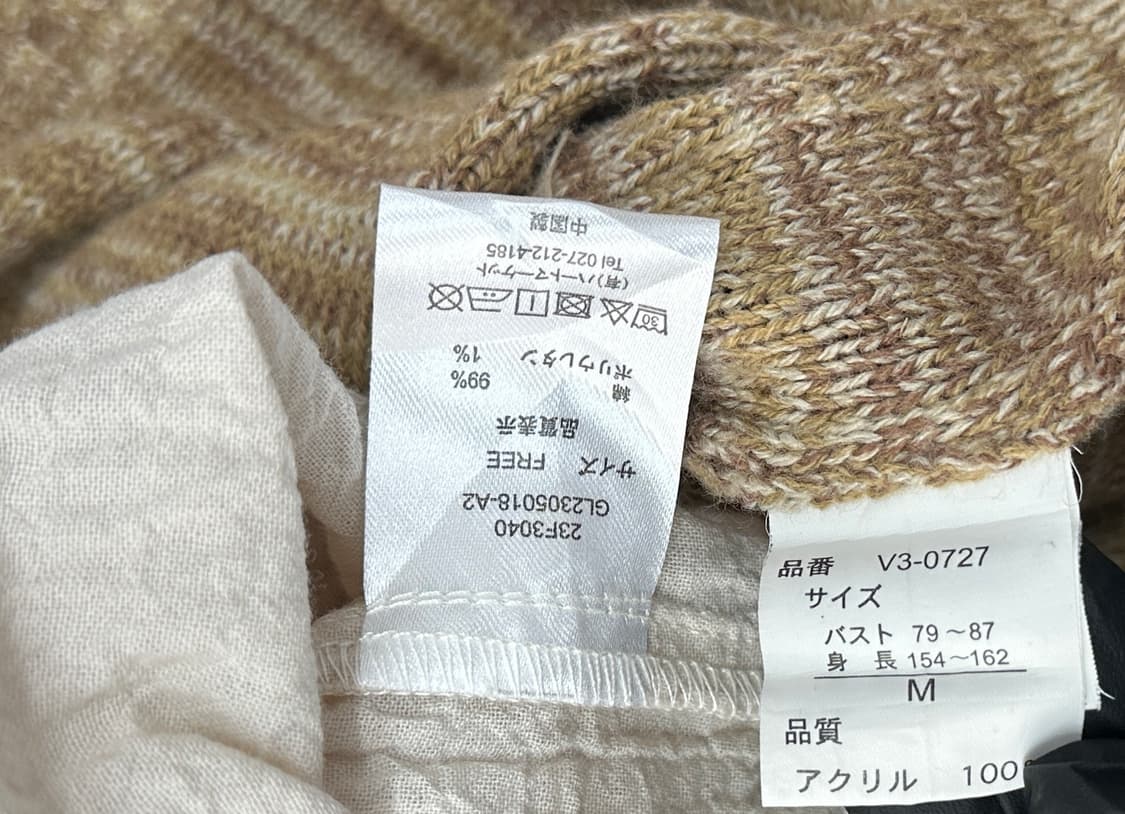 23F3040
GL2305018-A2
サイズ FREE
品質表示
綿 99%
ポリウレタン 1%
30
(有)ハートマーケット
Tel 027-212-4185
中国製
品番 V3-0727
サイズ
バスト 79～87
身長 154～162
M
品質
アクリル 100